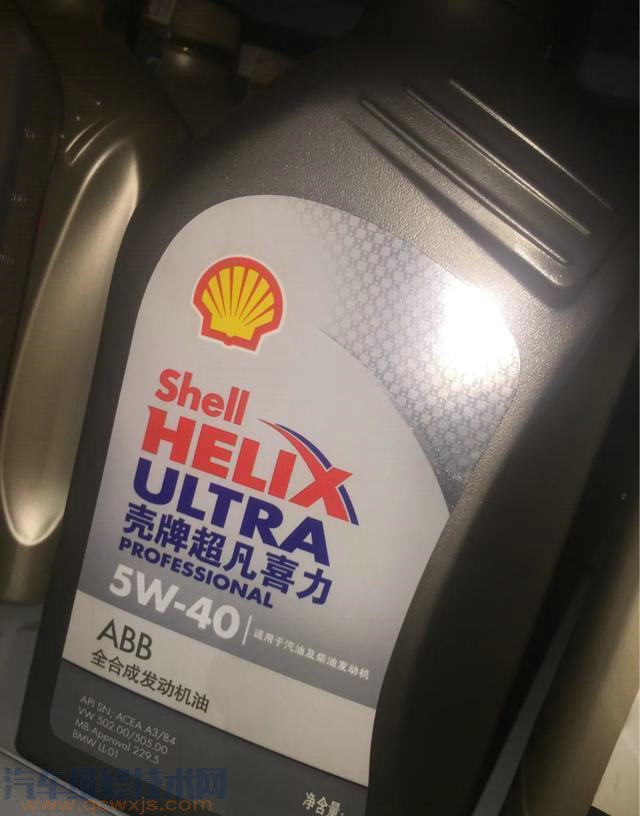 Shell
HELIX
ULTRA
壳牌超凡喜力
PROFESSIONAL
5W-40 适用于汽油及柴油发动机
ABB
全合成发动机油
API SN; ACEA A3/B4
VW 502.00/505.00
MB-Approval 229.5
BMW LL 01
净含量:
汽车维修技术网
www.qswxjs.com